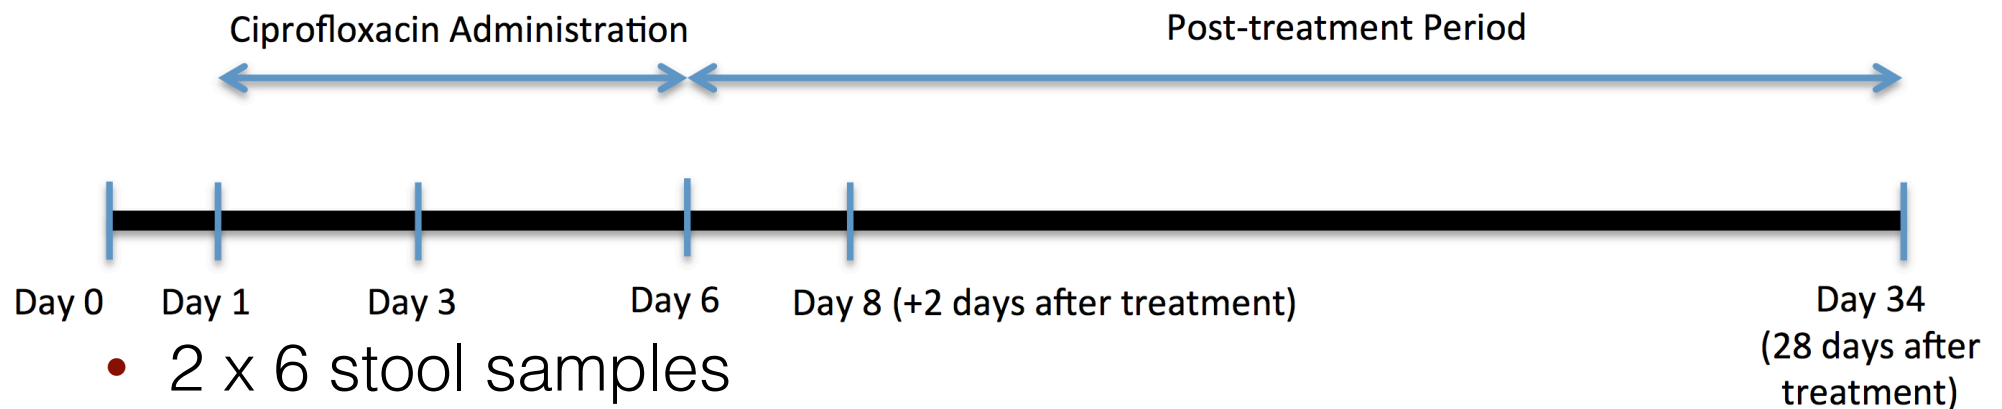 Ciprofloxacin Administration
Post-treatment Period
Day 0
Day 1
Day 3
Day 6
Day 8 (+2 days after treatment)
Day 34
(28 days after
treatment)
• 2 x 6 stool samples